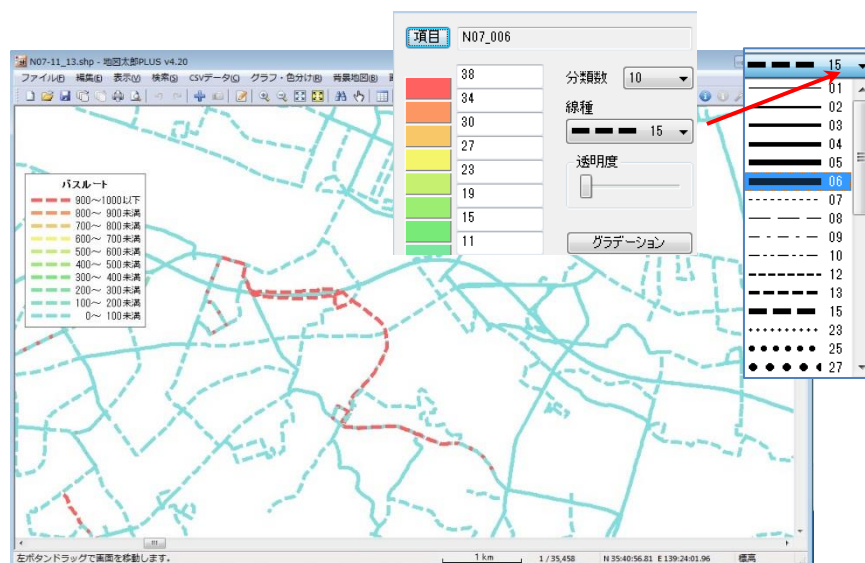 N07-11_13.shp - 地図太郎PLUS v4.20
ファイル(F) 編集(E) 表示(V) 検索(S) CSVデータ(C) グラフ・色分け(R) 背景地図(B)
項目 N07_006
38
34
30
27
23
19
15
11
分類数 10
線種
15
透明度
グラデーション
15
01
02
03
04
05
06
07
08
09
10
12
13
15
23
25
27
バスルート
900～1000以下
800～ 900未満
700～ 800未満
600～ 700未満
500～ 600未満
400～ 500未満
300～ 400未満
200～ 300未満
100～ 200未満
0～ 100未満
左ボタンドラッグで画面を移動します。 1 km 1 / 35,458 N 35:40:56.81 E 139:24:01.96 標高